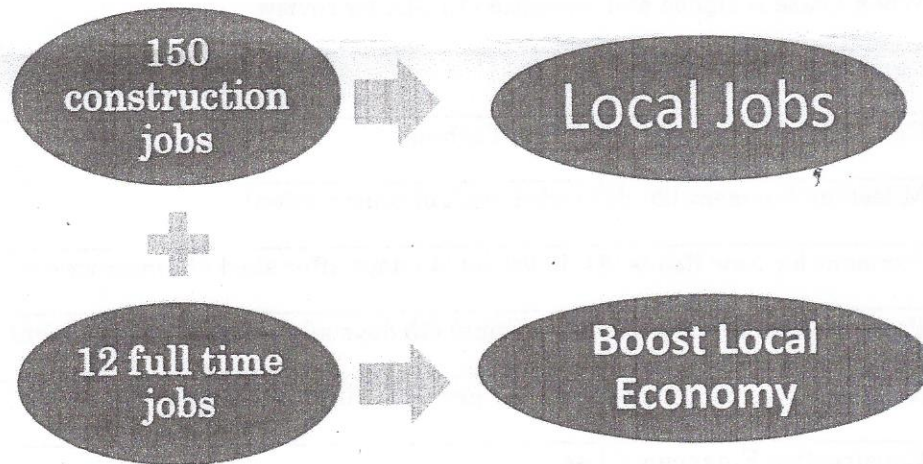 150
construction
jobs
Local Jobs
12 full time
jobs
Boost Local
Economy